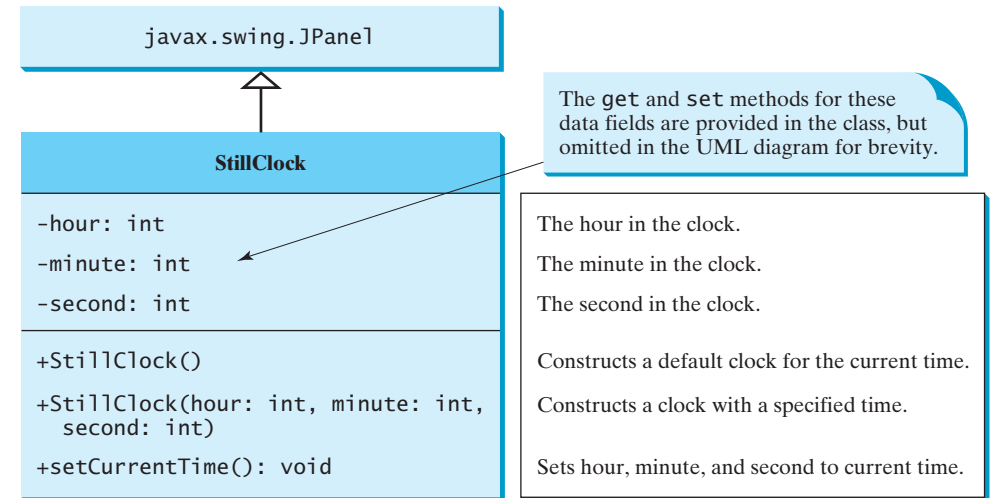 javax.swing.JPanel
The get and set methods for these
data fields are provided in the class, but
omitted in the UML diagram for brevity.
StillClock
-hour: int
The hour in the clock.
-minute: int
The minute in the clock.
-second: int
The second in the clock.
+StillClock()
Constructs a default clock for the current time.
+StillClock(hour: int, minute: int,
second: int)
Constructs a clock with a specified time.
+setCurrentTime(): void
Sets hour, minute, and second to current time.